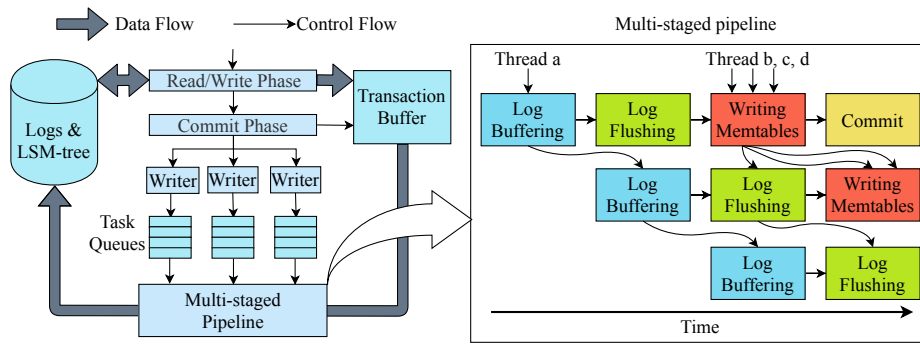 Data Flow
Control Flow
Logs &
LSM-tree
Read/Write Phase
Commit Phase
Transaction
Buffer
Writer
Writer
Writer
Task
Queues
Multi-staged
Pipeline
Multi-staged pipeline
Thread a
Thread b, c, d
Log
Buffering
Log
Flushing
Writing
Memtables
Commit
Log
Buffering
Log
Flushing
Writing
Memtables
Log
Buffering
Log
Flushing
Time